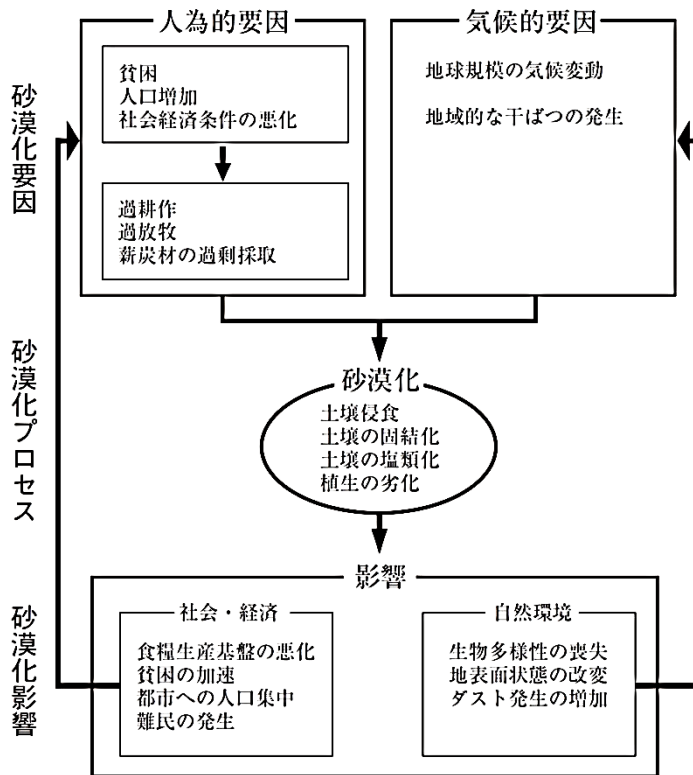 砂漠化要因
人為的要因
貧困
人口増加
社会経済条件の悪化
過耕作
過放牧
薪炭材の過剰採取
気候的要因
地球規模の気候変動
地域的な干ばつの発生
砂漠化プロセス
砂漠化
土壌侵食
土壌の固結化
土壌の塩類化
植生の劣化
砂漠化影響
影響
社会・経済
食糧生産基盤の悪化
貧困の加速
都市への人口集中
難民の発生
自然環境
生物多様性の喪失
地表面状態の改変
ダスト発生の増加